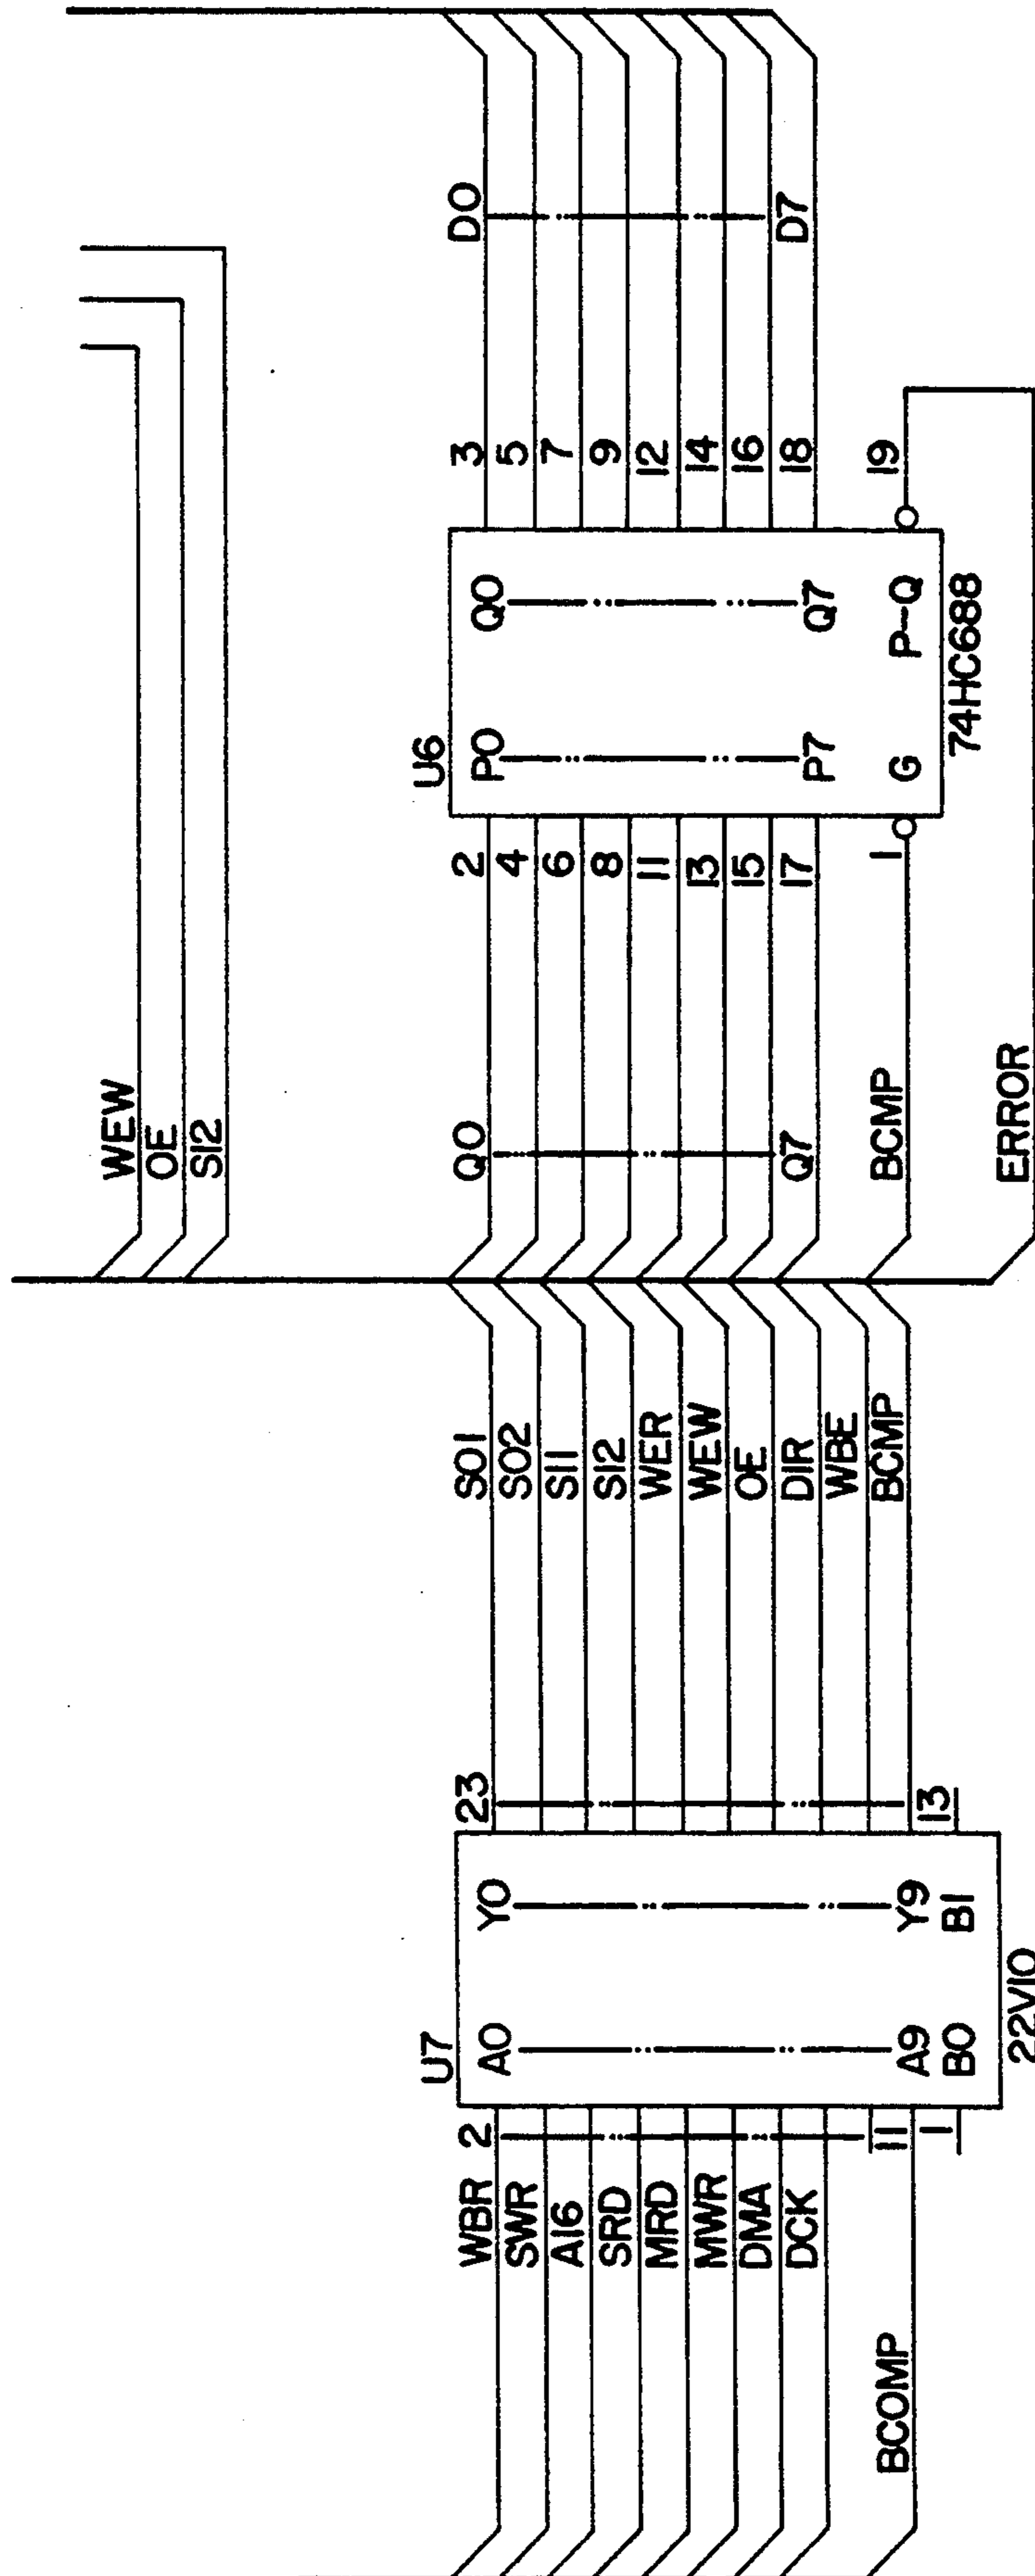 WEW
OE
SI2
U7
2
WBR
SWR
A16
SRD
MRD
MWR
DMA
DCK
11
BCOMP
1
A0
Y0
A9
Y9
B0
B1
22V10
23
13
SO1
SO2
SI1
SI2
WER
WEW
OE
DIR
WBE
BCMP
Q0
Q7
BCMP
ERROR
U6
2
4
6
8
11
13
15
17
1
P0
Q0
P7
Q7
G
P-Q
74HC688
3
5
7
9
12
14
16
18
19
D0
D7